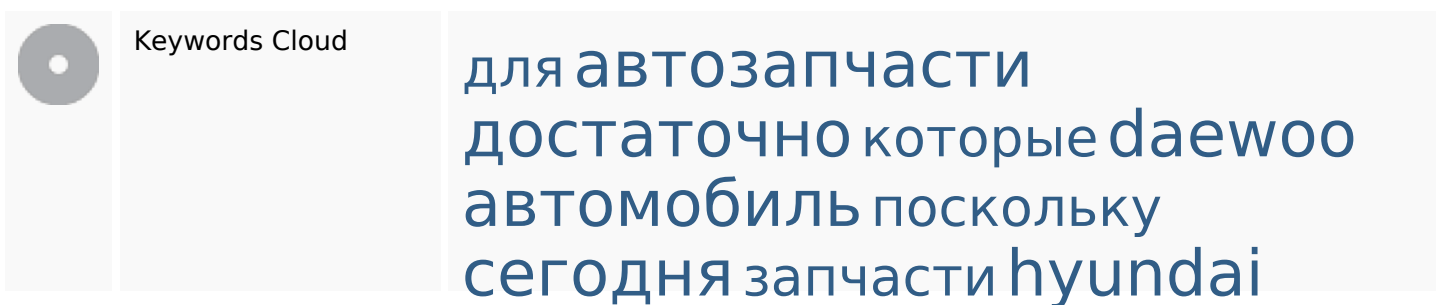 Keywords Cloud
для автозапчасти
достаточно которые daewoo
автомобиль поскольку
сегодня запчасти hyundai